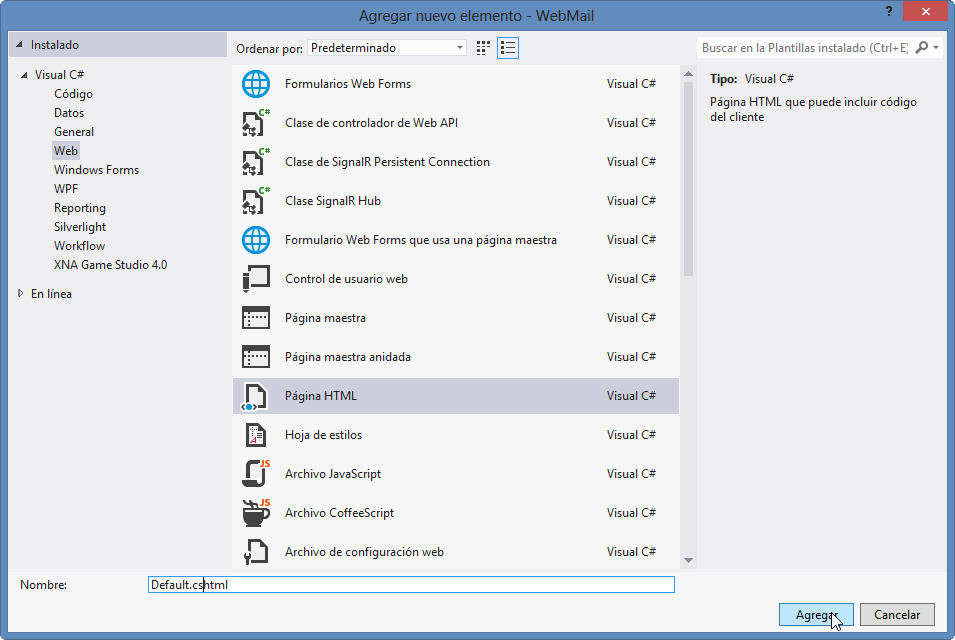 Agregar nuevo elemento - WebMail
?
Instalado
Ordenar por: Predeterminado
Buscar en la Plantillas instalado (Ctrl+E)
Visual C#
Código
Datos
General
Web
Windows Forms
WPF
Reporting
Silverlight
Workflow
XNA Game Studio 4.0
En línea
Formularios Web Forms Visual C#
C# Clase de controlador de Web API Visual C#
C# Clase de SignalR Persistent Connection Visual C#
C# Clase SignalR Hub Visual C#
Formulario Web Forms que usa una página maestra Visual C#
Control de usuario web Visual C#
Página maestra Visual C#
Página maestra anidada Visual C#
Página HTML Visual C#
Hoja de estilos Visual C#
JS Archivo JavaScript Visual C#
JS Archivo CoffeeScript Visual C#
Archivo de configuración web Visual C#
Tipo: Visual C#
Página HTML que puede incluir código
del cliente
Nombre: Default.cshtml
Agregar Cancelar